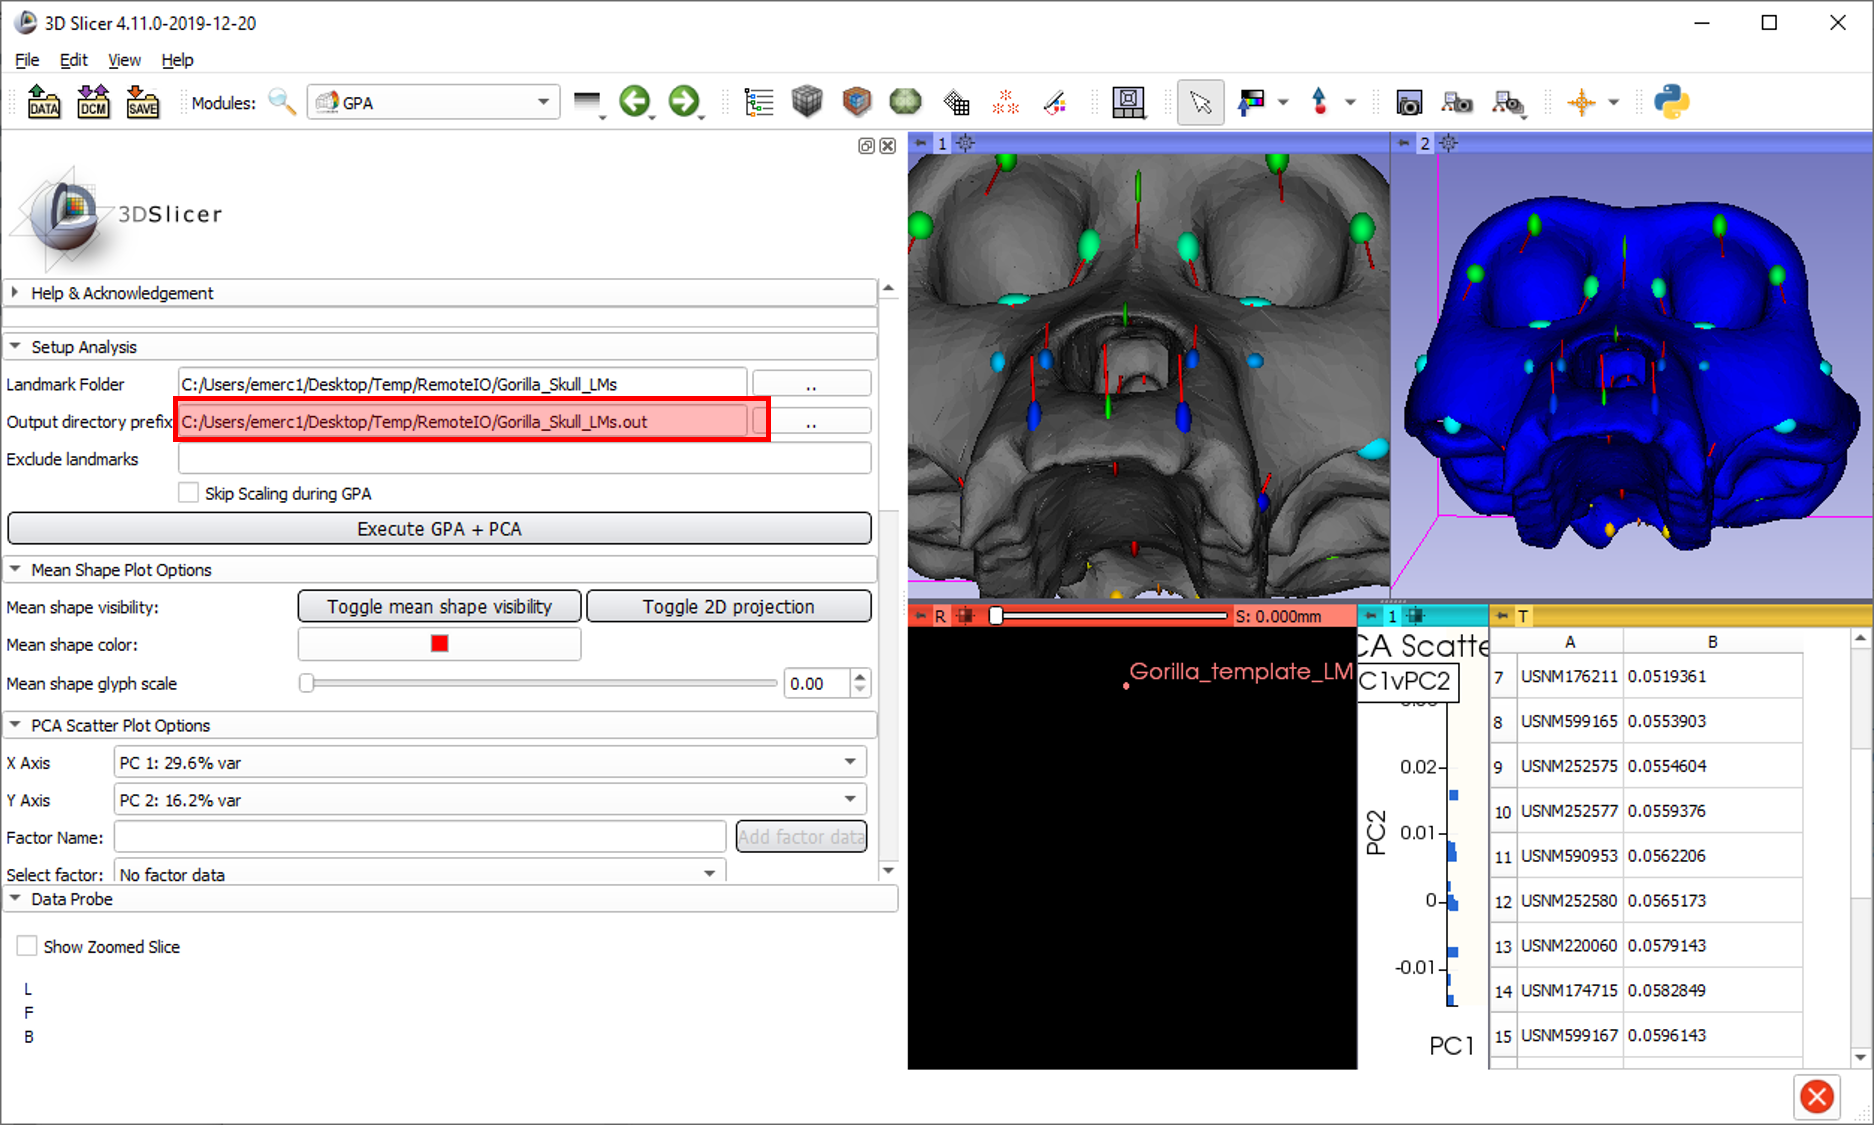 3D Slicer 4.11.0-2019-12-20
File Edit View Help
DATA DCM SAVE Modules: GPA
3DSlicer
Help & Acknowledgement
Setup Analysis
Landmark Folder C:/Users/emerc1/Desktop/Temp/RemoteIO/Gorilla_Skull_LMs ..
Output directory prefix C:/Users/emerc1/Desktop/Temp/RemoteIO/Gorilla_Skull_LMs.out ..
Exclude landmarks
Skip Scaling during GPA
Execute GPA + PCA
Mean Shape Plot Options
Mean shape visibility: Toggle mean shape visibility Toggle 2D projection
Mean shape color:
Mean shape glyph scale 0.00
PCA Scatter Plot Options
X Axis PC 1: 29.6% var
Y Axis PC 2: 16.2% var
Factor Name: Add factor data
Select factor: No factor data
Data Probe
Show Zoomed Slice
L
F
B
1
2
R S: 0.000mm
Gorilla_template_LM
1
CA Scatte
C1vPC2
0.02
0.01
0
-0.01
PC2
PC1
T
A B
7 USNM176211 0.0519361
8 USNM599165 0.0553903
9 USNM252575 0.0554604
10 USNM252577 0.0559376
11 USNM590953 0.0562206
12 USNM252580 0.0565173
13 USNM220060 0.0579143
14 USNM174715 0.0582849
15 USNM599167 0.0596143